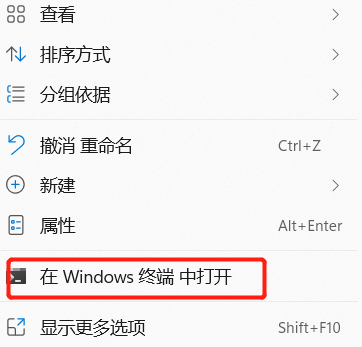 查看
排序方式
分组依据
撤消 重命名 Ctrl+Z
新建
属性 Alt+Enter
在 Windows 终端 中打开
显示更多选项 Shift+F10